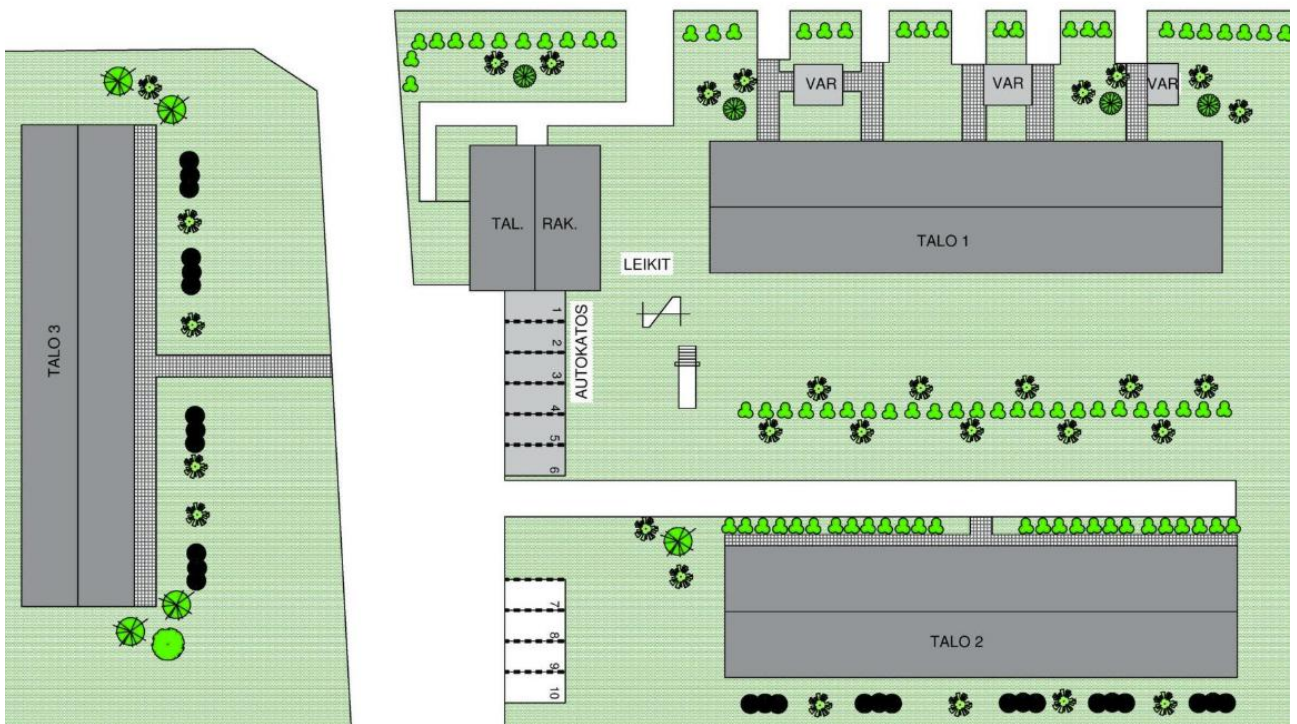 VAR
VAR
VAR
TAL. RAK.
TALO 1
LEIKIT
AUTOKATOS
1
2
3
4
5
6
TALO 3
7
8
9
10
TALO 2